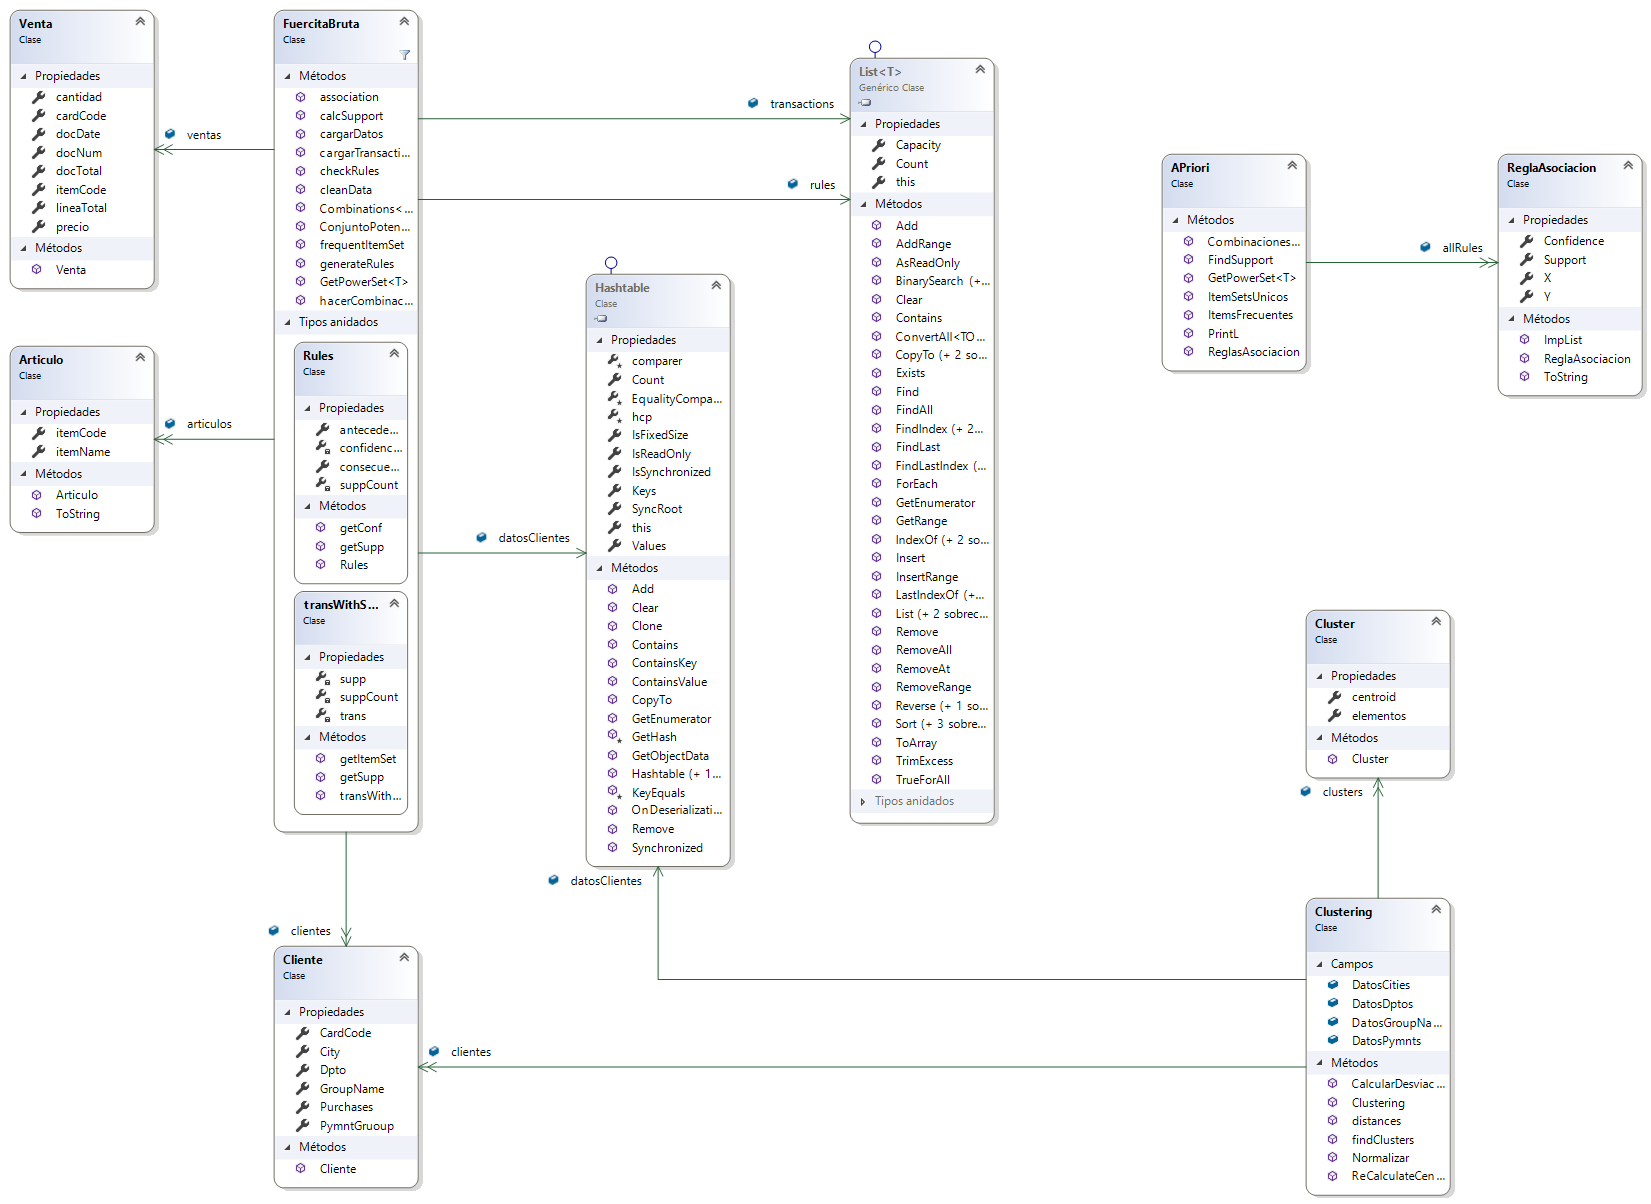 Venta
Clase
Propiedades
cantidad
cardCode
docDate
docNum
docTotal
itemCode
lineaTotal
precio
Métodos
Venta
ventas
FuercitaBruta
Clase
Métodos
association
calcSupport
cargarDatos
cargarTransacti...
checkRules
cleanData
Combinations<...
ConjuntoPoten...
frequentItemSet
generateRules
GetPowerSet<T>
hacerCombinac...
Tipos anidados
Rules
Clase
Propiedades
antecede...
confidenc...
consecue...
suppCount
Métodos
getConf
getSupp
Rules
transWithS...
Clase
Propiedades
supp
suppCount
trans
Métodos
getItemSet
getSupp
transWith...
Articulo
Clase
Propiedades
itemCode
itemName
Métodos
Articulo
ToString
articulos
transactions
rules
datosClientes
Hashtable
Clase
Propiedades
comparer
Count
EqualityCompa...
hcp
IsFixedSize
IsReadOnly
IsSynchronized
Keys
SyncRoot
this
Values
Métodos
Add
Clear
Clone
Contains
ContainsKey
ContainsValue
CopyTo
GetEnumerator
GetHash
GetObjectData
Hashtable (+ 1...
KeyEquals
OnDeserializati...
Remove
Synchronized
datosClientes
List<T>
Genérico Clase
Propiedades
Capacity
Count
this
Métodos
Add
AddRange
AsReadOnly
BinarySearch (+...
Clear
Contains
ConvertAll<TO...
CopyTo (+ 2 so...
Exists
Find
FindAll
FindIndex (+ 2...
FindLast
FindLastIndex (...
ForEach
GetEnumerator
GetRange
IndexOf (+ 2 so...
Insert
InsertRange
LastIndexOf (+...
List (+ 2 sobrec...
Remove
RemoveAll
RemoveAt
RemoveRange
Reverse (+ 1 so...
Sort (+ 3 sobre...
ToArray
TrimExcess
TrueForAll
Tipos anidados
APriori
Clase
Métodos
Combinaciones...
FindSupport
GetPowerSet<T>
ItemSetsUnicos
ItemsFrecuentes
PrintL
ReglasAsociacion
allRules
ReglaAsociacion
Clase
Propiedades
Confidence
Support
X
Y
Métodos
ImpList
ReglaAsociacion
ToString
Cluster
Clase
Propiedades
centroid
elementos
Métodos
Cluster
clusters
Clustering
Clase
Campos
DatosCities
DatosDptos
DatosGroupNa...
DatosPymnts
Métodos
CalcularDesviac...
Clustering
distances
findClusters
Normalizar
ReCalculateCen...
clientes
clientes
Cliente
Clase
Propiedades
CardCode
City
Dpto
GroupName
Purchases
PymntGruoup
Métodos
Cliente